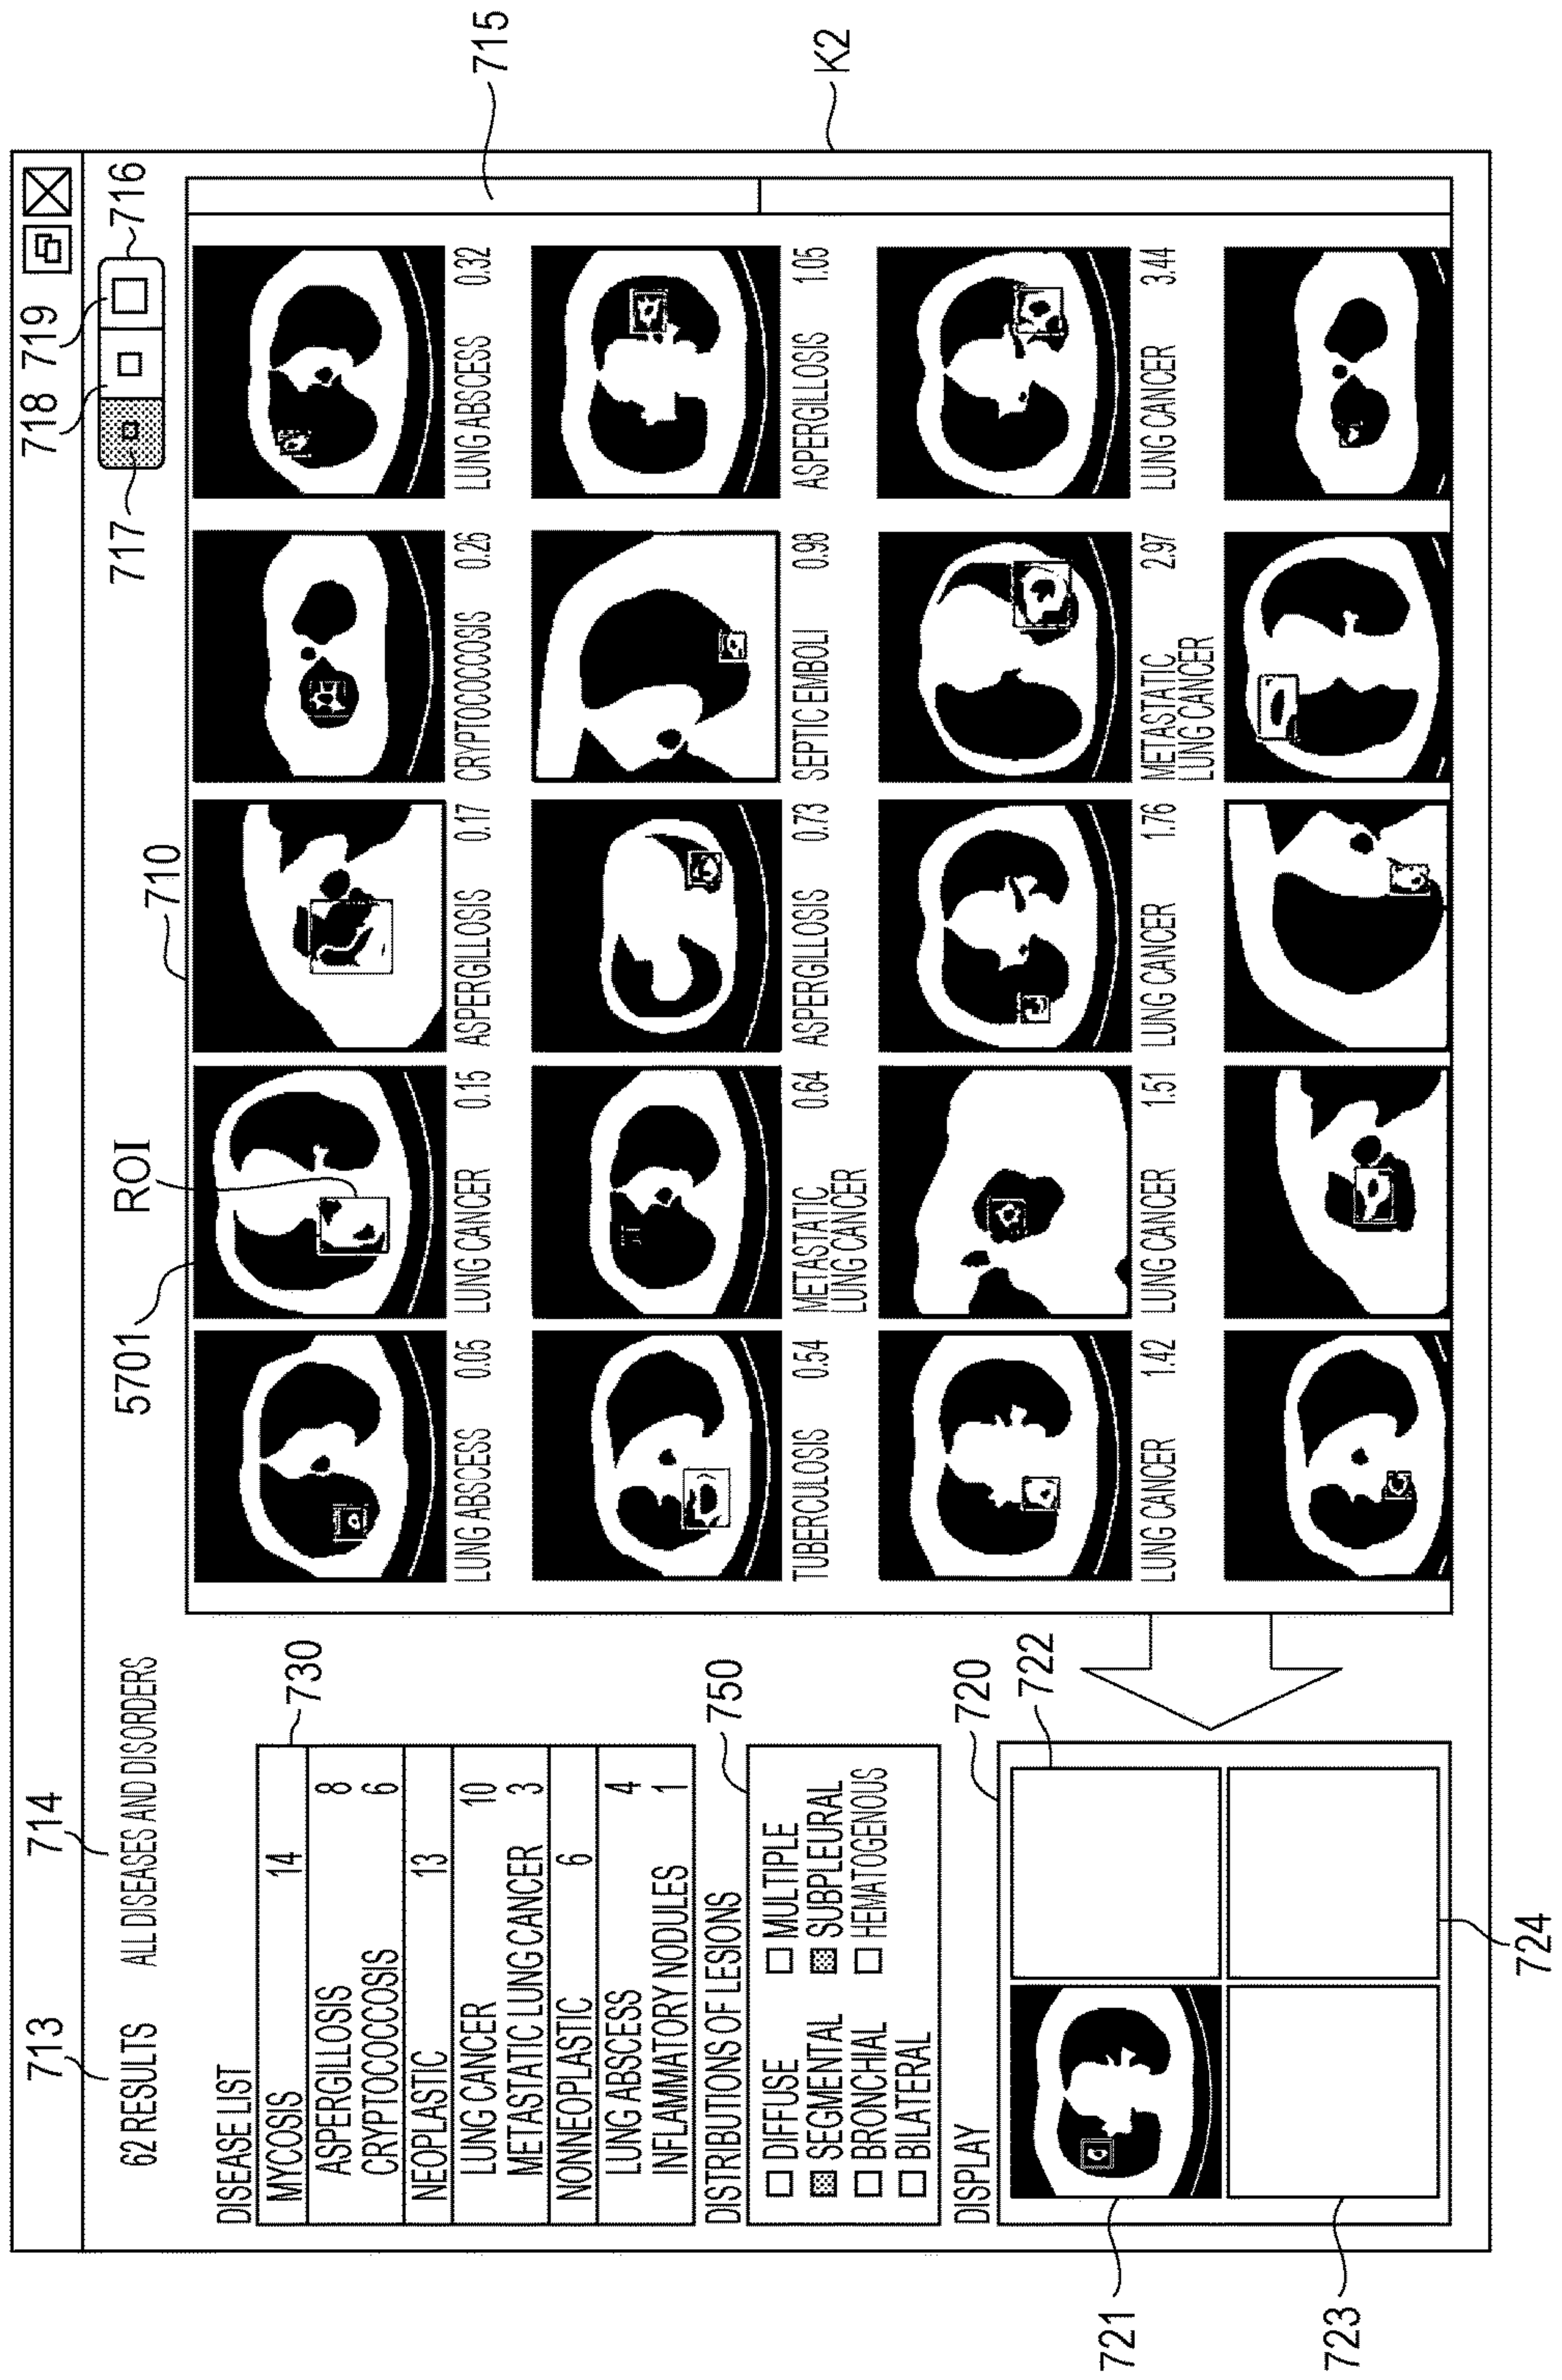 713
714
718
719
62 RESULTS
ALL DISEASES AND DISORDERS
5701
ROI
710
717
716
DISEASE LIST
730
MYCOSIS 14
ASPERGILLOSIS 8
CRYPTOCOCCOSIS 6
NEOPLASTIC 13
LUNG CANCER 10
METASTATIC LUNG CANCER 3
NONNEOPLASTIC 6
LUNG ABSCESS 4
INFLAMMATORY NODULES 1
DISTRIBUTIONS OF LESIONS
750
DIFFUSE
MULTIPLE
SEGMENTAL
SUBPLEURAL
BRONCHIAL
HEMATOGENOUS
BILATERAL
DISPLAY
720
722
721
723
724
LUNG ABSCESS 0.05
LUNG CANCER 0.15
ASPERGILLOSIS 0.17
CRYPTOCOCCOSIS 0.26
LUNG ABSCESS 0.32
715
TUBERCULOSIS 0.54
METASTATIC 0.64
LUNG CANCER
ASPERGILLOSIS 0.73
SEPTIC EMBOLI 0.98
ASPERGILLOSIS 1.05
K2
LUNG CANCER 1.42
LUNG CANCER 1.51
LUNG CANCER 1.76
METASTATIC 2.97
LUNG CANCER
LUNG CANCER 3.44